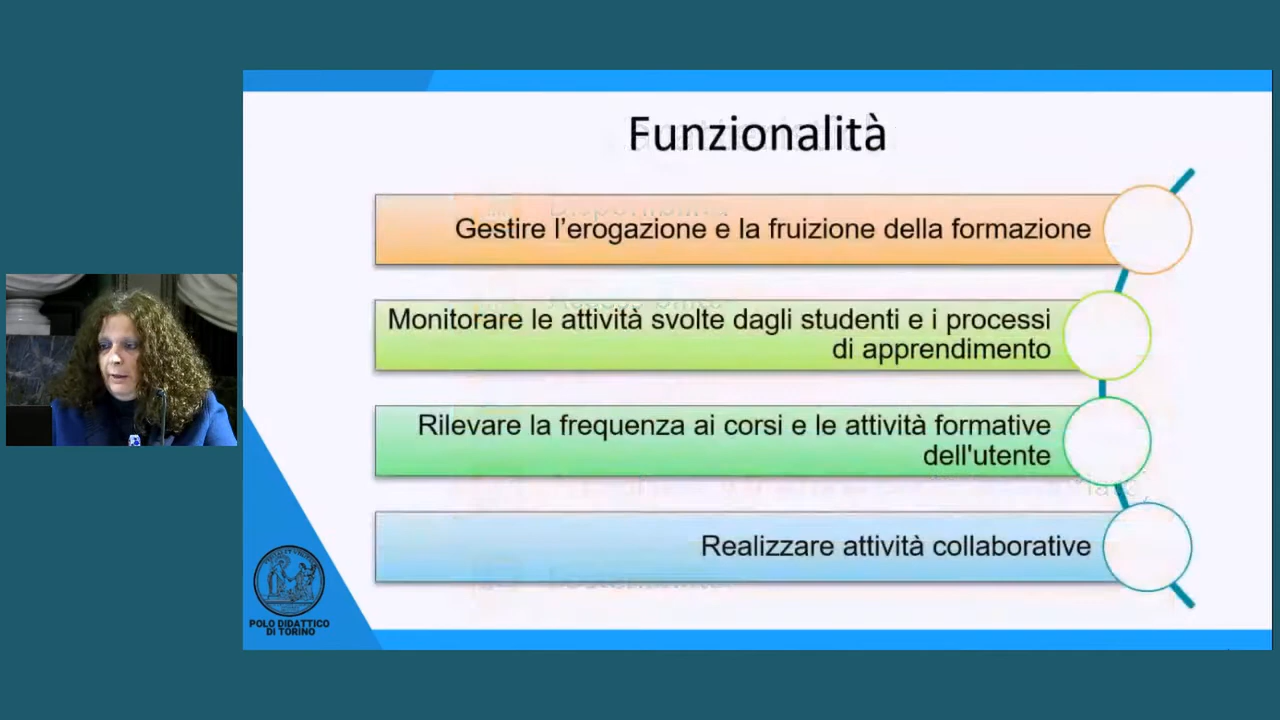 Funzionalità
Gestire l’erogazione e la fruizione della formazione
Monitorare le attività svolte dagli studenti e i processi
di apprendimento
Rilevare la frequenza ai corsi e le attività formative
dell'utente
Realizzare attività collaborative
POLO DIDATTICO
DI TORINO